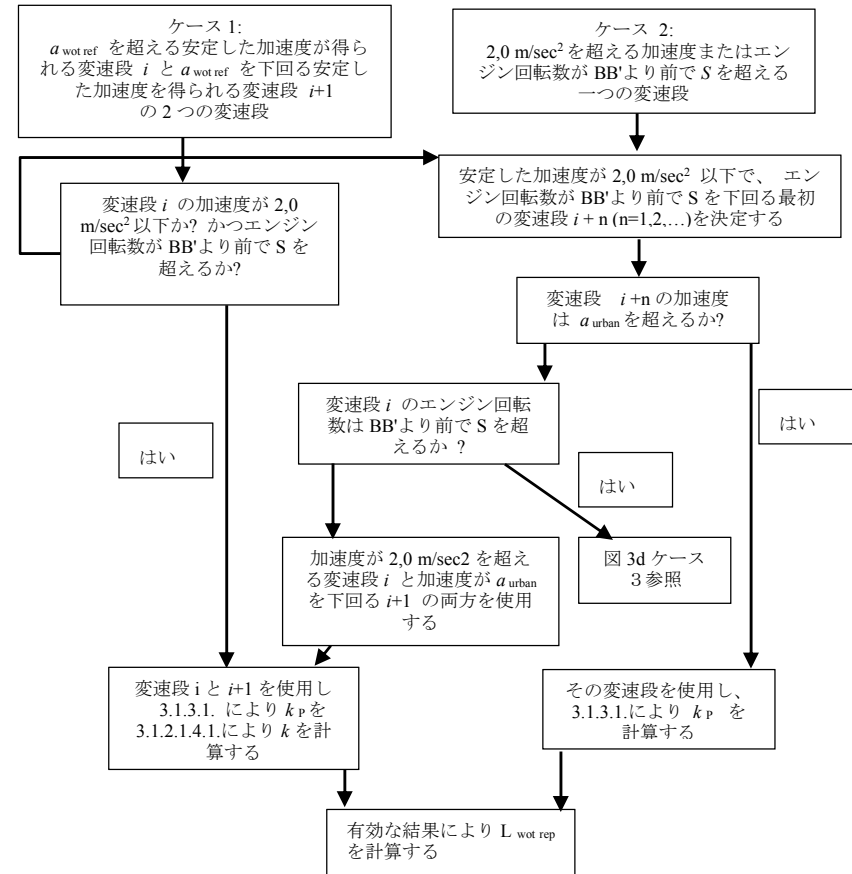 ケース 1:
a wot ref を超える安定した加速度が得ら
れる変速段 i と a wot ref を下回る安定し
た加速度を得られる変速段 i+1
の 2 つの変速段
ケース 2:
2,0 m/sec² を超える加速度またはエン
ジン回転数が BB'より前で S を超える
一つの変速段
変速段 i の加速度が 2,0
m/sec² 以下か? かつエンジン
回転数が BB'より前で S を
超えるか?
安定した加速度が 2,0 m/sec² 以下で、 エン
ジン回転数が BB'より前で S を下回る最初
の変速段 i + n (n=1,2,…)を決定する
変速段 i +n の加速度
は a urban を超えるか?
変速段 i のエンジン回転
数は BB'より前で S を超
えるか ?
はい
はい
はい
加速度が 2,0 m/sec2 を超え
る変速段 i と加速度が a urban
を下回る i+1 の両方を使用
する
図 3d ケース
３参照
変速段 i と i+1 を使用し
3.1.3.1. により k P を
3.1.2.1.4.1.により k を計
算する
その変速段を使用し、
3.1.3.1.により k P を
計算する
有効な結果により L wot rep
を計算する